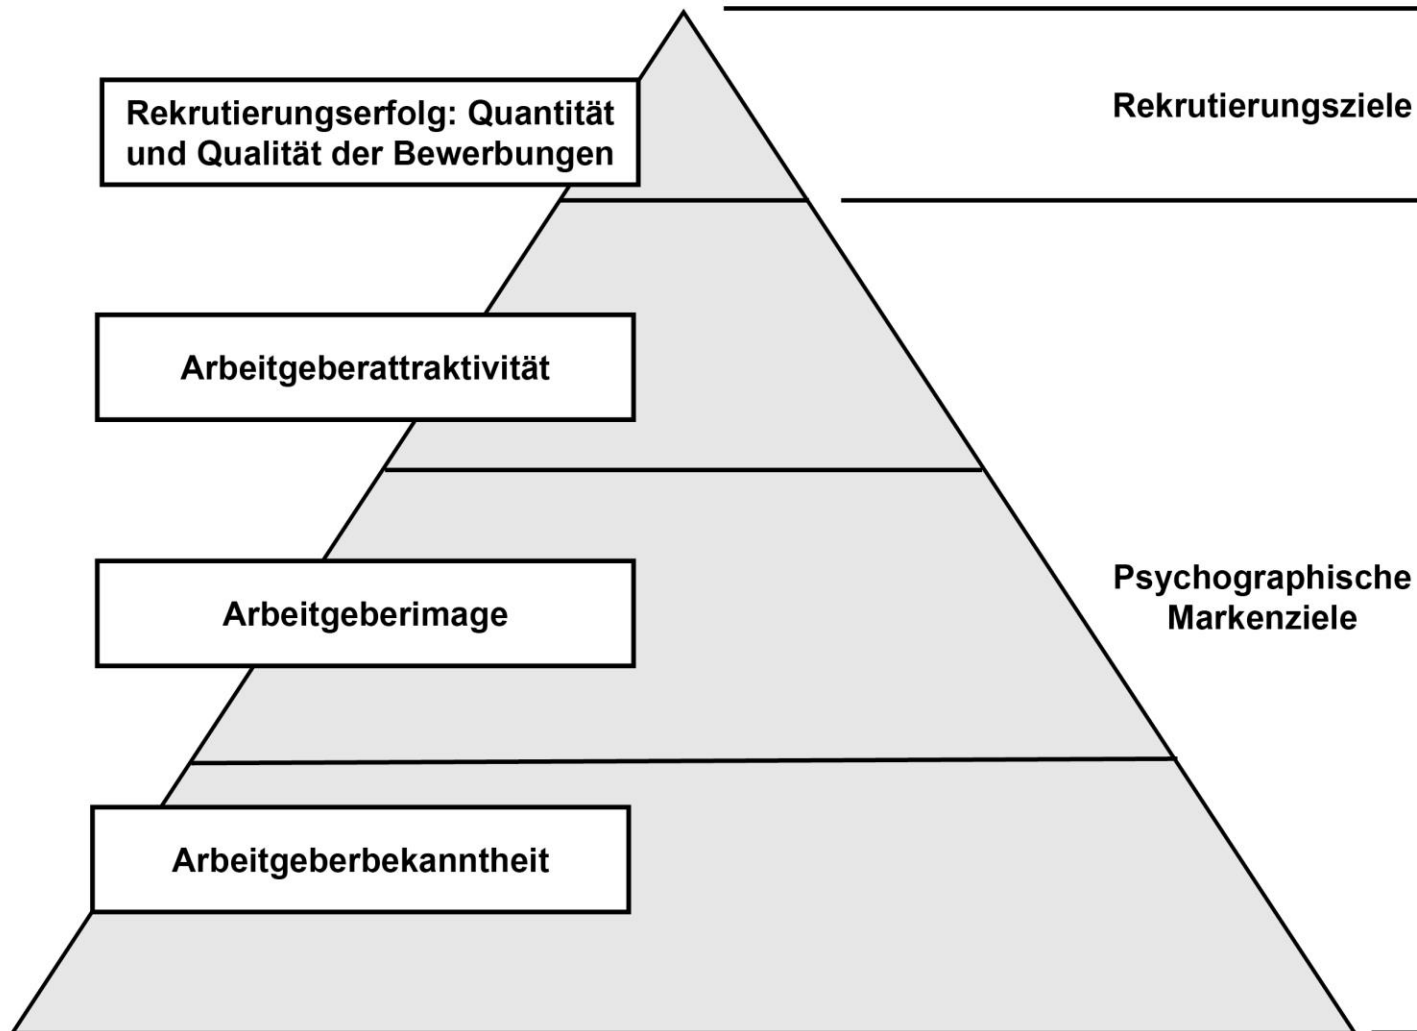 Rekrutierungserfolg: Quantität
und Qualität der Bewerbungen
Rekrutierungsziele
Arbeitgeberattraktivität
Arbeitgeberimage
Psychographische
Markenziele
Arbeitgeberbekanntheit